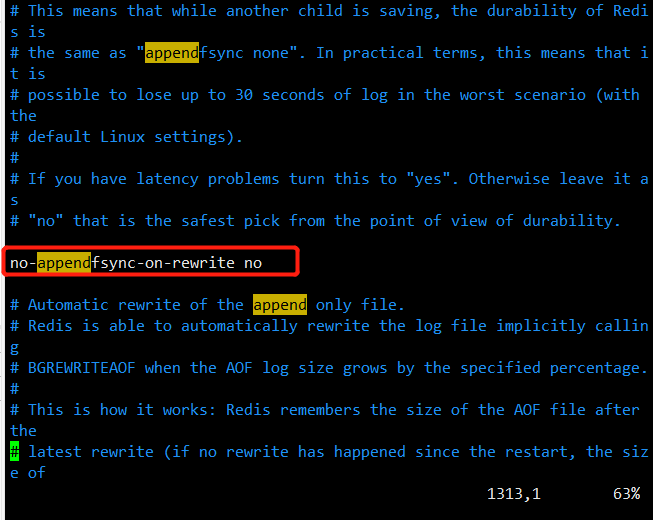 # This means that while another child is saving, the durability of Redi
s is
# the same as "appendfsync none". In practical terms, this means that i
t is
# possible to lose up to 30 seconds of log in the worst scenario (with
the
# default Linux settings).
#
# If you have latency problems turn this to "yes". Otherwise leave it a
s
# "no" that is the safest pick from the point of view of durability.
no-appendfsync-on-rewrite no
# Automatic rewrite of the append only file.
# Redis is able to automatically rewrite the log file implicitly callin
g
# BGREWRITEAOF when the AOF log size grows by the specified percentage.
#
# This is how it works: Redis remembers the size of the AOF file after
the
# latest rewrite (if no rewrite has happened since the restart, the siz
e of
1313,1 63%